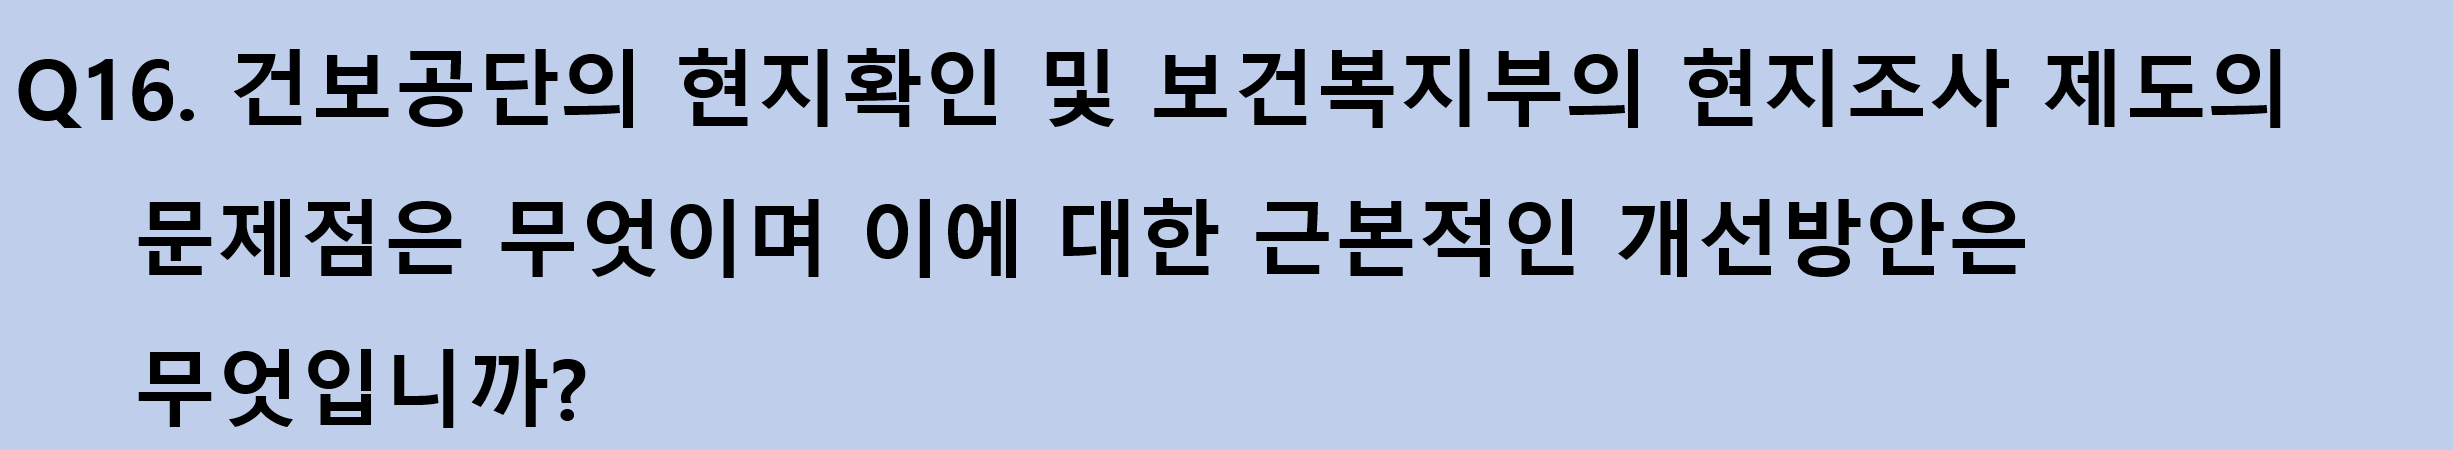 Q16. 건보공단의 현지확인 및 보건복지부의 현지조사 제도의
문제점은 무엇이며 이에 대한 근본적인 개선방안은
무엇입니까?